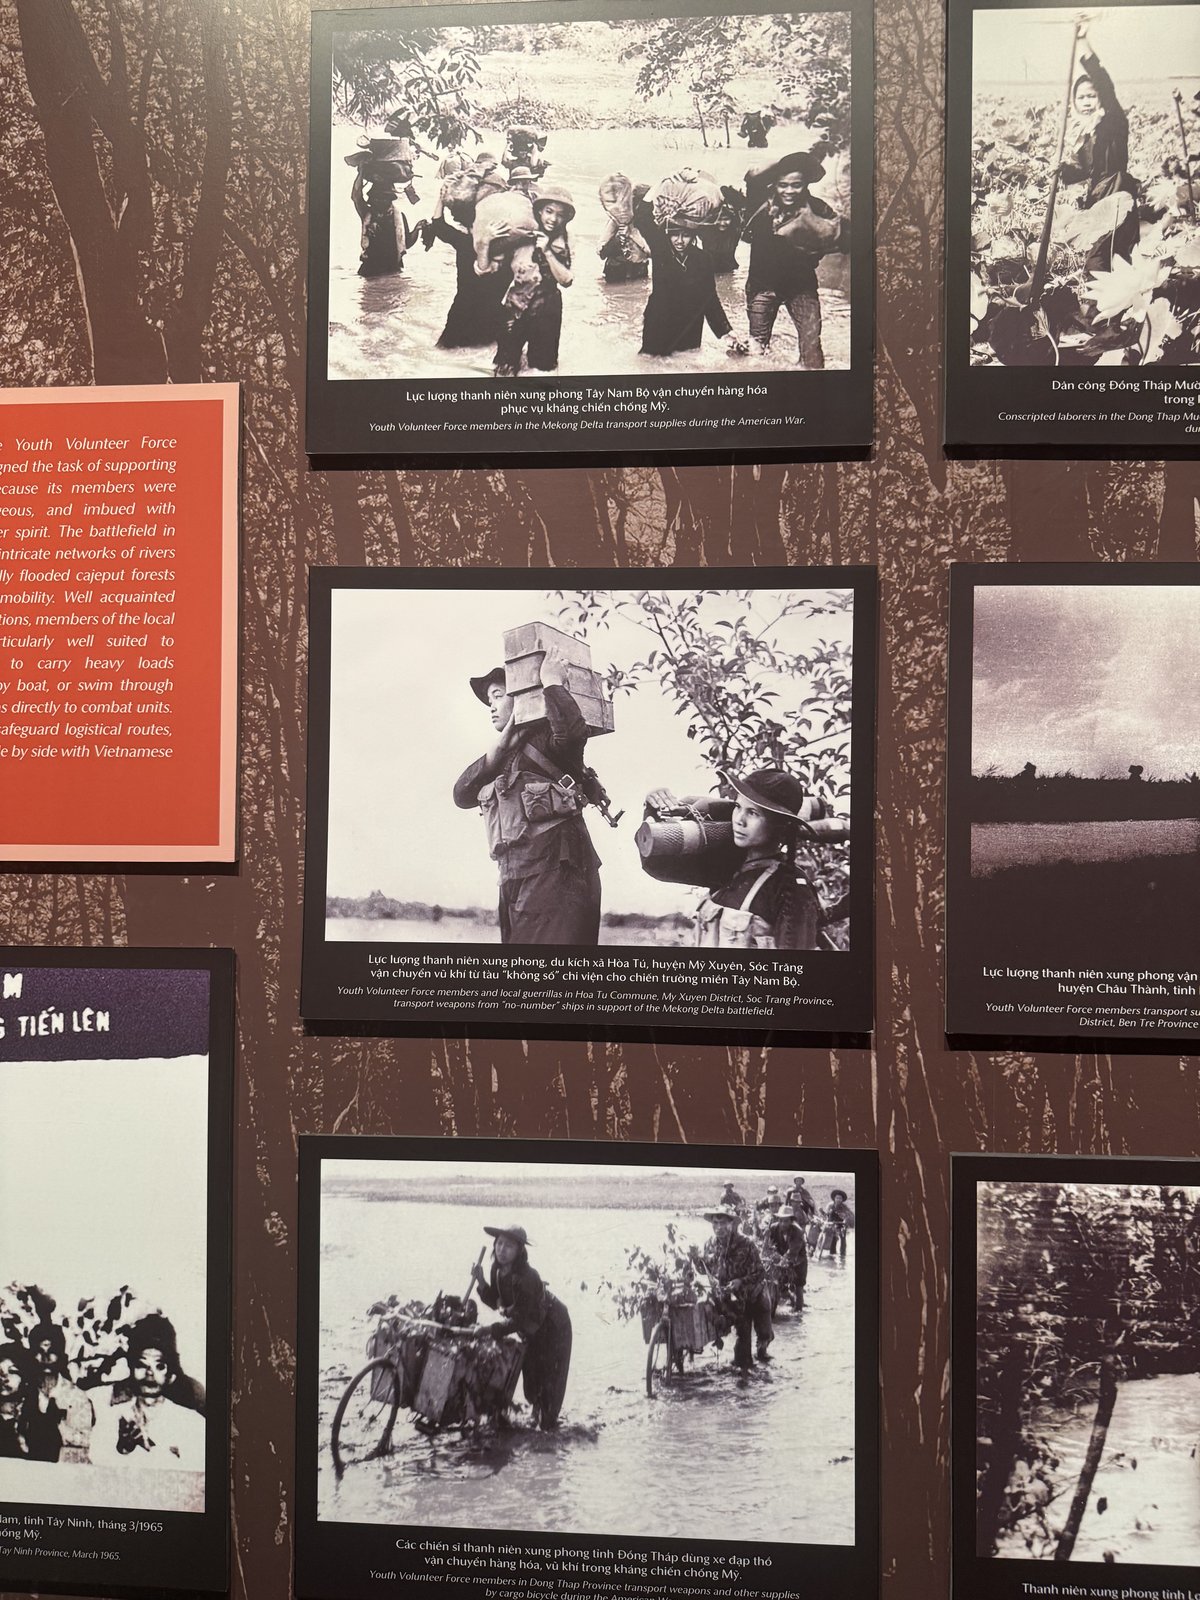 Youth Volunteer Force
the task of supporting
because its members were
and imbued with
spirit. The battlefield in
intricate networks of rivers
flooded cajeput forests
mobility. Well acquainted
members of the local
well suited to
to carry heavy loads
by boat, or swim through
directly to combat units.
safeguard logistical routes,
by side with Vietnamese
M
TIẾN LÊN
tỉnh Tây Ninh, tháng 3/1965
Mỹ.
Tay Ninh Province, March 1965.
Lực lượng thanh niên xung phong Tây Nam Bộ vận chuyển hàng hóa
phục vụ kháng chiến chống Mỹ.
Youth Volunteer Force members in the Mekong Delta transport supplies during the American War.
Lực lượng thanh niên xung phong, du kích xã Hòa Tú, huyện Mỹ Xuyên, Sóc Trăng
vận chuyển vũ khí từ tàu "không số" chi viện cho chiến trường miền Tây Nam Bộ.
Youth Volunteer Force members and local guerrillas in Hoa Tu Commune, My Xuyen District, Soc Trang Province,
transport weapons from "no-number" ships in support of the Mekong Delta battlefield.
Các chiến sĩ thanh niên xung phong tỉnh Đồng Tháp dùng xe đạp thồ
vận chuyển hàng hóa, vũ khí trong kháng chiến chống Mỹ.
Youth Volunteer Force members in Dong Thap Province transport weapons and other supplies
by cargo bicycle during the American
Dân công Đồng Tháp
trong
Conscripted laborers in the Dong Thap
Lực lượng thanh niên xung phong vận
huyện Châu Thành, tỉnh
Youth Volunteer Force members transport
District, Ben Tre Province
Thanh niên xung phong tỉnh